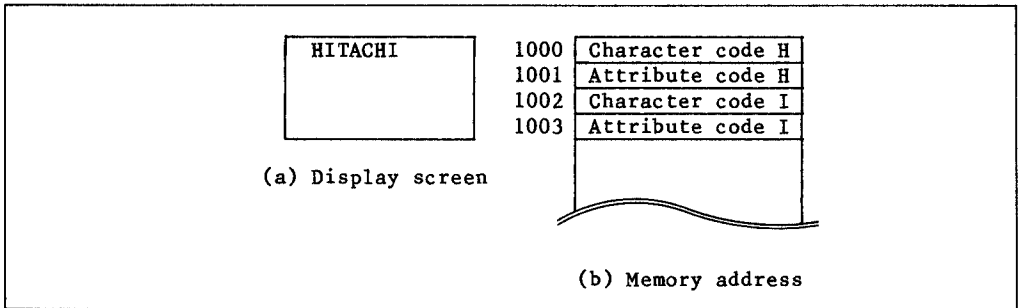 HITACHI
(a) Display screen
1000 Character code H
1001 Attribute code H
1002 Character code I
1003 Attribute code I
(b) Memory address